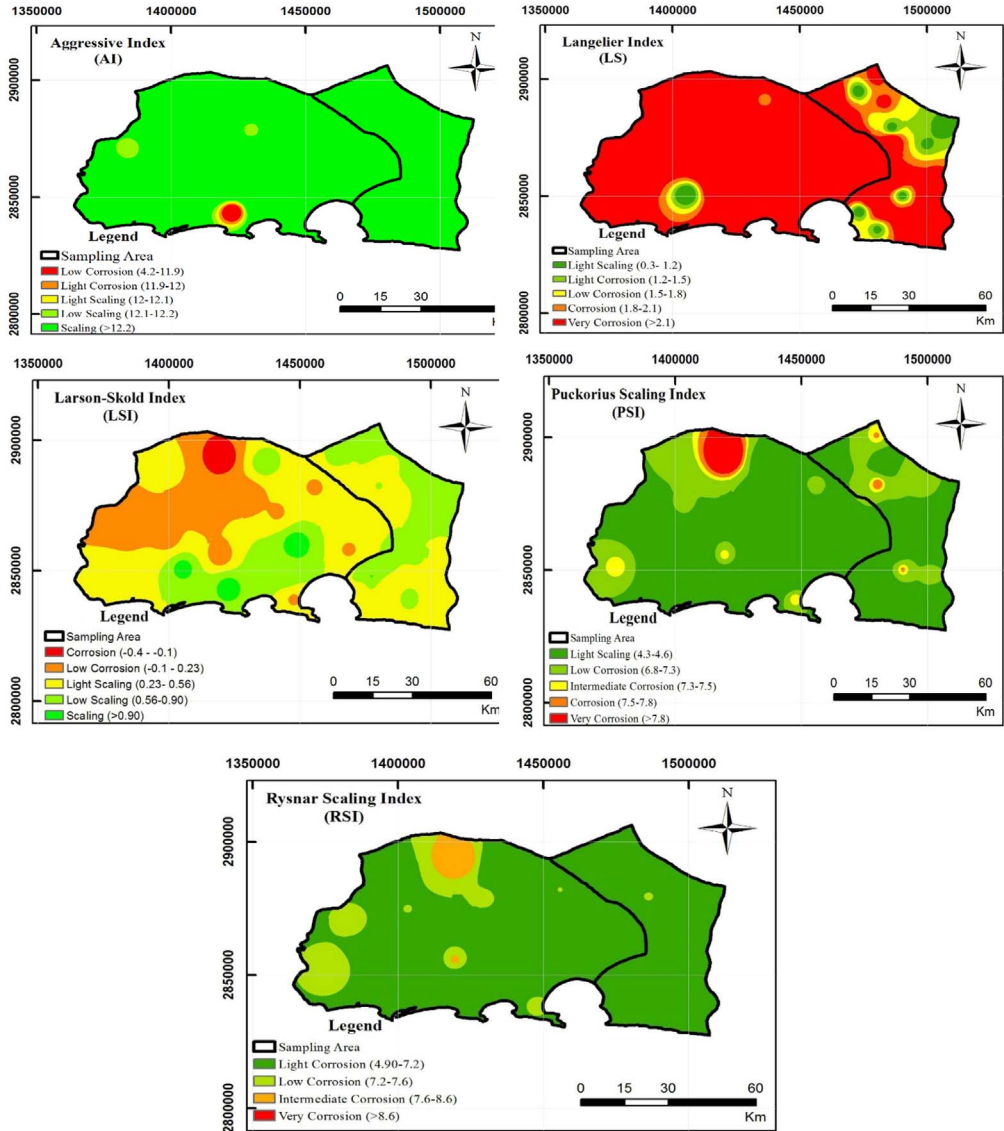 1350000 1400000 1450000 1500000
Aggressive Index
(AI)
N
2900000
2850000
2800000
Legend
Sampling Area
Low Corrosion (4.2-11.9)
Light Corrosion (11.9-12)
Light Scaling (12-12.1)
Low Scaling (12.1-12.2)
Scaling (>12.2)
0 15 30
1350000 1400000 1450000 1500000
Langelier Index
(LS)
N
2900000
2850000
2800000
Legend
Sampling Area
Light Scaling (0.3- 1.2)
Light Corrosion (1.2-1.5)
Low Corrosion (1.5-1.8)
Corrosion (1.8-2.1)
Very Corrosion (>2.1)
0 15 30 60
Km
1350000 1400000 1450000 1500000
Larson-Skold Index
(LSI)
N
2900000
2850000
2800000
Legend
Sampling Area
Corrosion (-0.4 - -0.1)
Low Corrosion (-0.1 - 0.23)
Light Scaling (0.23- 0.56)
Low Scaling (0.56-0.90)
Scaling (>0.90)
0 15 30 60
Km
1350000 1400000 1450000 1500000
Puckorius Scaling Index
(PSI)
N
2900000
2850000
2800000
Legend
Sampling Area
Light Scaling (4.3-4.6)
Low Corrosion (6.8-7.3)
Intermediate Corrosion (7.3-7.5)
Corrosion (7.5-7.8)
Very Corrosion (>7.8)
0 15 30 60
Km
1350000 1400000 1450000 1500000
Rysnar Scaling Index
(RSI)
N
2900000
2850000
2800000
Legend
Sampling Area
Light Corrosion (4.90-7.2)
Low Corrosion (7.2-7.6)
Intermediate Corrosion (7.6-8.6)
Very Corrosion (>8.6)
0 15 30 60
Km